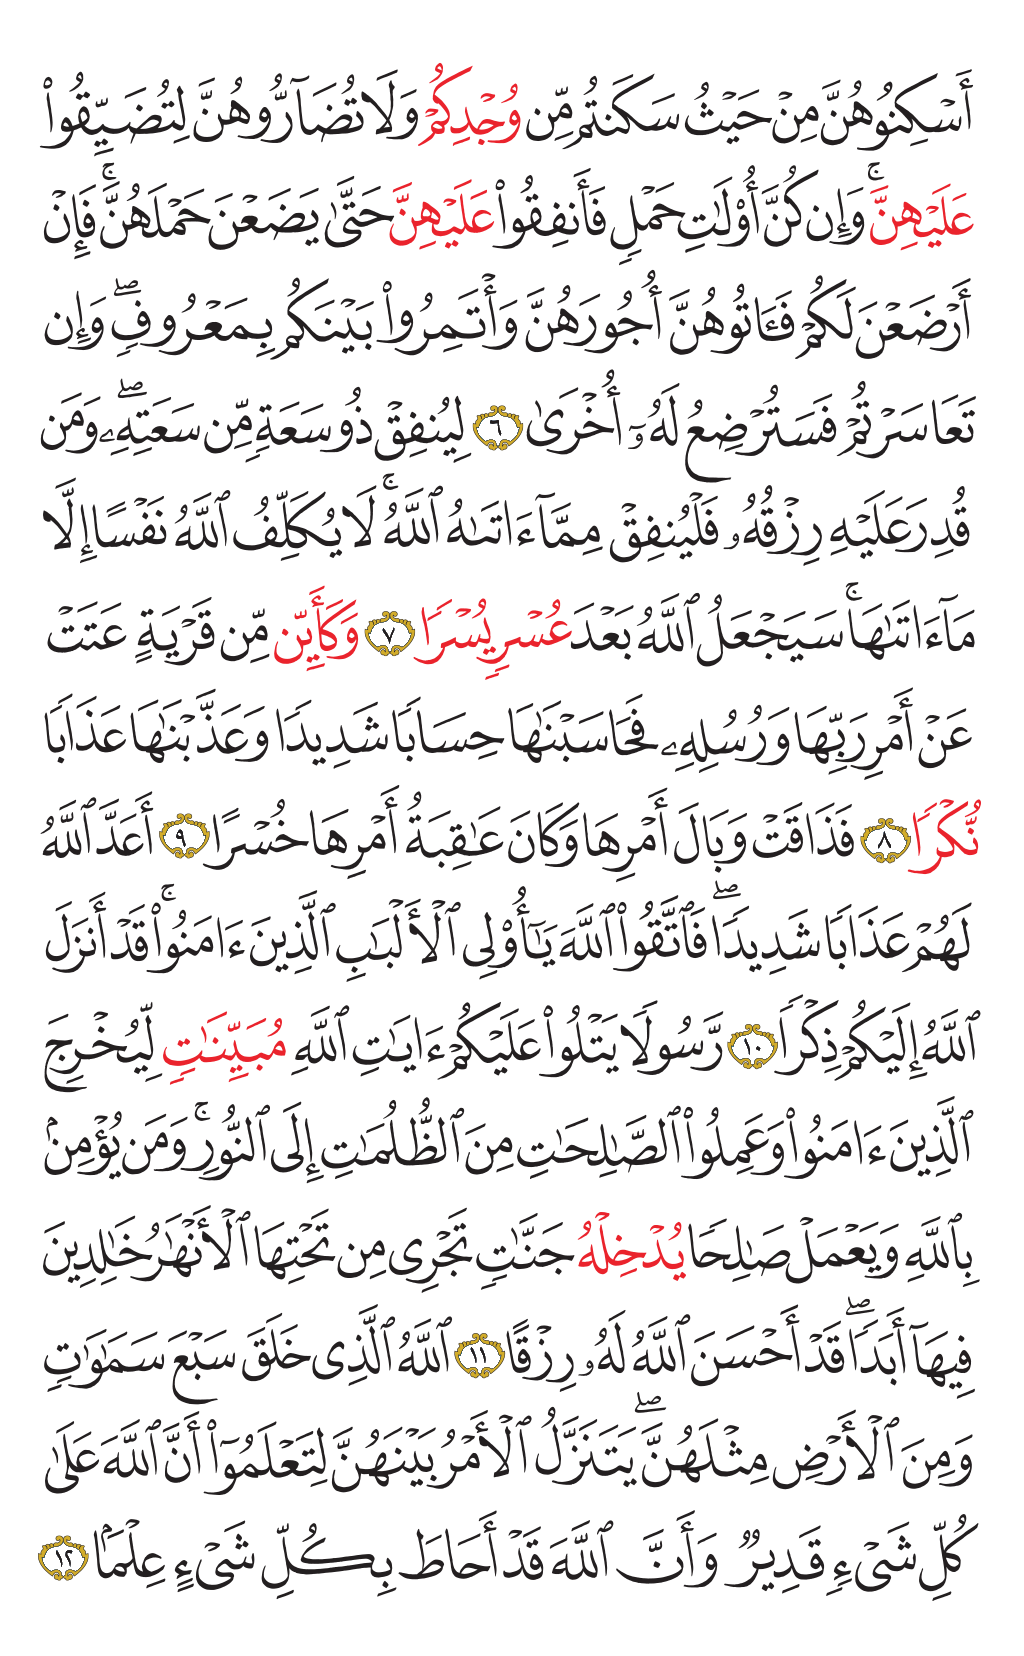 أَسْكِنُوهُنَّ مِنْ حَيْثُ سَكَنتُم مِّن وُجْدِكُمْ وَلَا تُضَآرُّوهُنَّ لِتُضَيِّقُوا۟
عَلَيْهِنَّ ۚ وَإِن كُنَّ أُو۟لَٰتِ حَمْلٍ فَأَنفِقُوا۟ عَلَيْهِنَّ حَتَّىٰ يَضَعْنَ حَمْلَهُنَّ ۚ فَإِنْ
أَرْضَعْنَ لَكُمْ فَـَٔاتُوهُنَّ أُجُورَهُنَّ وَأْتَمِرُوا۟ بَيْنَكُم بِمَعْرُوفٍ ۖ وَإِن
تَعَاسَرْتُمْ فَسَتُرْضِعُ لَهُۥٓ أُخْرَىٰ ٦ لِيُنفِقْ ذُو سَعَةٍ مِّن سَعَتِهِۦ ۖ وَمَن
قُدِرَ عَلَيْهِ رِزْقُهُۥ فَلْيُنفِقْ مِمَّآ ءَاتَىٰهُ ٱللَّهُ ۚ لَا يُكَلِّفُ ٱللَّهُ نَفْسًا إِلَّا
مَآ ءَاتَىٰهَا ۚ سَيَجْعَلُ ٱللَّهُ بَعْدَ عُسْرٍ يُسْرًا ٧ وَكَأَيِّن مِّن قَرْيَةٍ عَتَتْ
عَنْ أَمْرِ رَبِّهَا وَرُسُلِهِۦ فَحَاسَبْنَٰهَا حِسَابًا شَدِيدًا وَعَذَّبْنَٰهَا عَذَابًا
نُّكْرًا ٨ فَذَاقَتْ وَبَالَ أَمْرِهَا وَكَانَ عَٰقِبَةُ أَمْرِهَا خُسْرًا ٩ أَعَدَّ ٱللَّهُ
لَهُمْ عَذَابًا شَدِيدًا ۖ فَٱتَّقُوا۟ ٱللَّهَ يَٰٓأُو۟لِى ٱلْأَلْبَٰبِ ٱلَّذِينَ ءَامَنُوا۟ ۚ قَدْ أَنزَلَ
ٱللَّهُ إِلَيْكُمْ ذِكْرًا ١٠ رَّسُولًا يَتْلُوا۟ عَلَيْكُمْ ءَايَٰتِ ٱللَّهِ مُبَيِّنَٰتٍ لِّيُخْرِجَ
ٱلَّذِينَ ءَامَنُوا۟ وَعَمِلُوا۟ ٱلصَّٰلِحَٰتِ مِنَ ٱلظُّلُمَٰتِ إِلَى ٱلنُّورِ ۚ وَمَن يُؤْمِنۢ
بِٱللَّهِ وَيَعْمَلْ صَٰلِحًا يُدْخِلْهُ جَنَّٰتٍ تَجْرِى مِن تَحْتِهَا ٱلْأَنْهَٰرُ خَٰلِدِينَ
فِيهَآ أَبَدًا ۖ قَدْ أَحْسَنَ ٱللَّهُ لَهُۥ رِزْقًا ١١ ٱللَّهُ ٱلَّذِى خَلَقَ سَبْعَ سَمَٰوَٰتٍ
وَمِنَ ٱلْأَرْضِ مِثْلَهُنَّ ۖ يَتَنَزَّلُ ٱلْأَمْرُ بَيْنَهُنَّ لِتَعْلَمُوٓا۟ أَنَّ ٱللَّهَ عَلَىٰ
كُلِّ شَىْءٍ قَدِيرٌ وَأَنَّ ٱللَّهَ قَدْ أَحَاطَ بِكُلِّ شَىْءٍ عِلْمًۢا ١٢